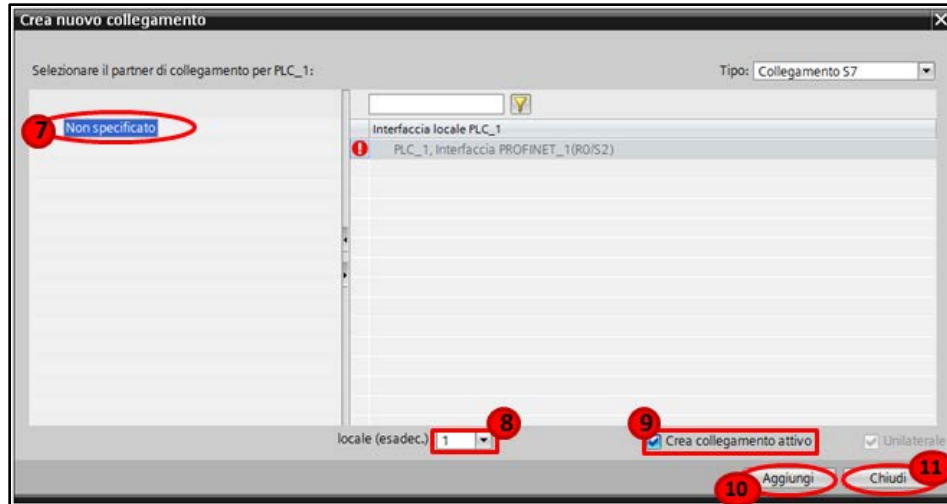 Crea nuovo collegamento
Selezionare il partner di collegamento per PLC_1:
Tipo: Collegamento S7
7 Non specificato
Interfaccia locale PLC_1
PLC_1, Interfaccia PROFINET_1(R0/S2)
8
9
locale (esadec.) 1
Crea collegamento attivo
Unilaterale
10 Aggiungi
Chiudi 11